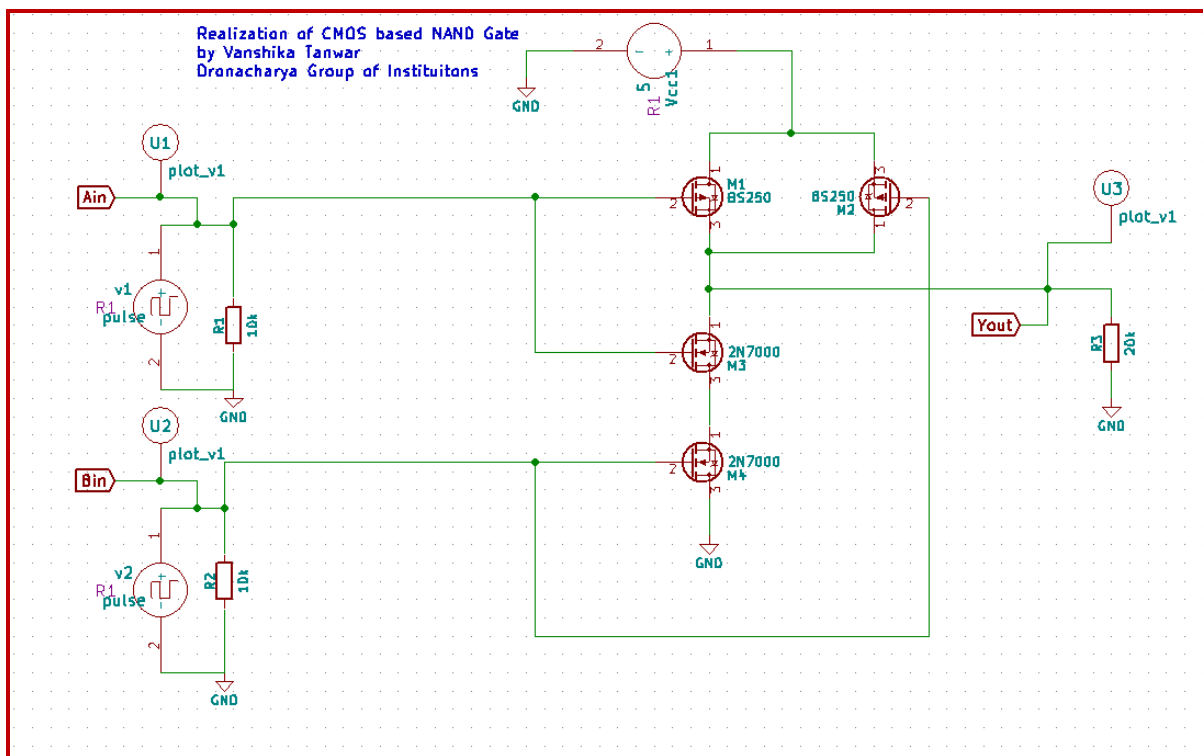 Realization of CMOS based NAND Gate
by Vanshika Tanwar
Dronacharya Group of Instituitons
2
- +
1
5
Vcc1
R1
GND
U1
plot_v1
Ain
1
v1
R1
pulse
+
-
2
R1
10k
GND
1
M1
BS250
2
3
3
BS250
M2
2
1
U3
plot_v1
Yout
R3
20k
GND
1
2N7000
M3
2
3
U2
plot_v1
Bin
1
v2
R1
pulse
+
-
2
R2
10k
GND
1
2N7000
M4
2
3
GND